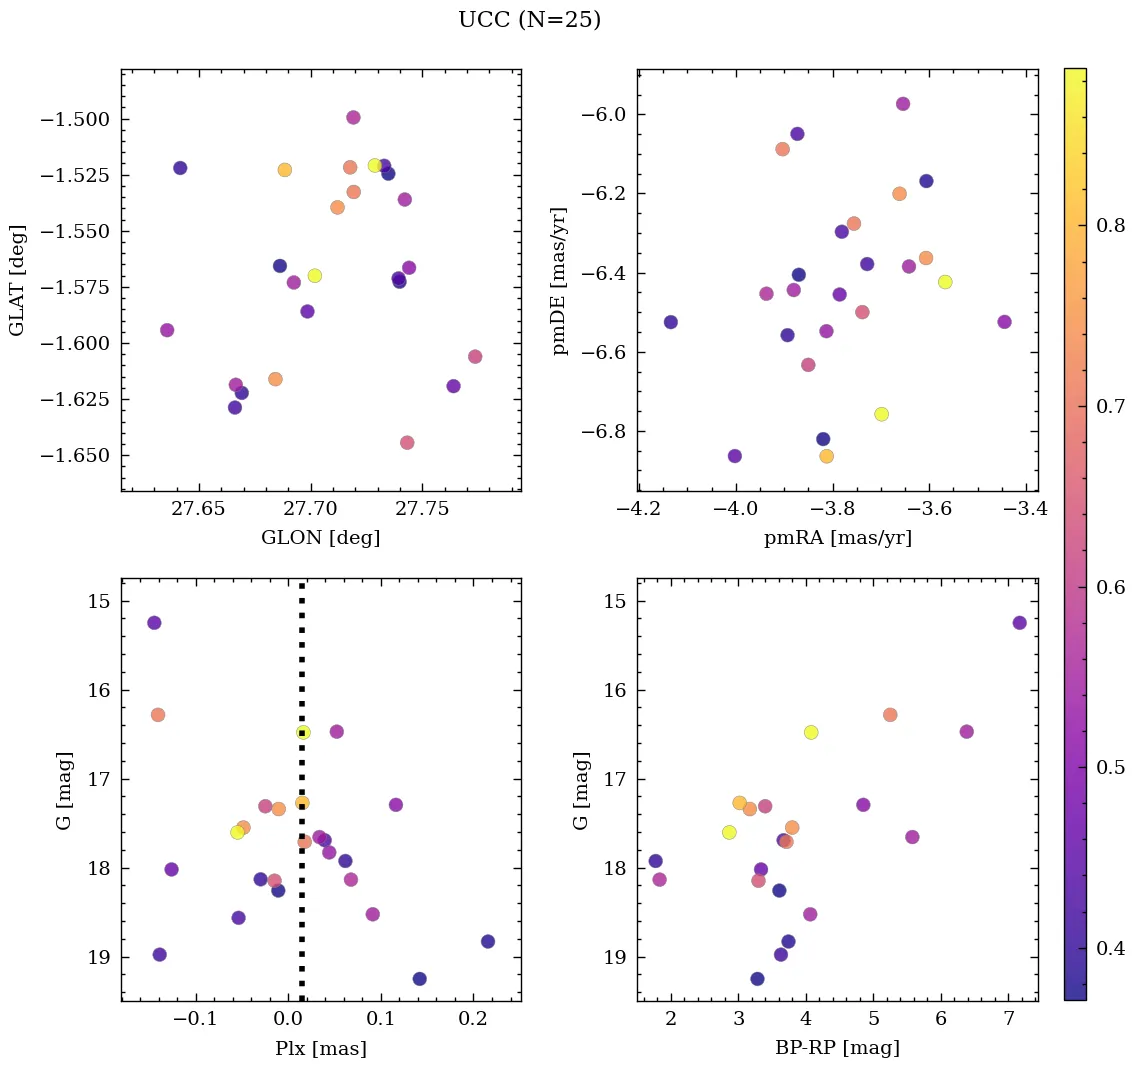 UCC (N=25)
−1.500
−1.525
−1.550
−1.575
−1.600
−1.625
−1.650
GLAT [deg]
27.65 27.70 27.75
GLON [deg]
−6.0
−6.2
−6.4
−6.6
−6.8
pmDE [mas/yr]
−4.2 −4.0 −3.8 −3.6 −3.4
pmRA [mas/yr]
15
16
17
18
19
G [mag]
−0.1 0.0 0.1 0.2
Plx [mas]
15
16
17
18
19
G [mag]
2 3 4 5 6 7
BP-RP [mag]
0.8
0.7
0.6
0.5
0.4